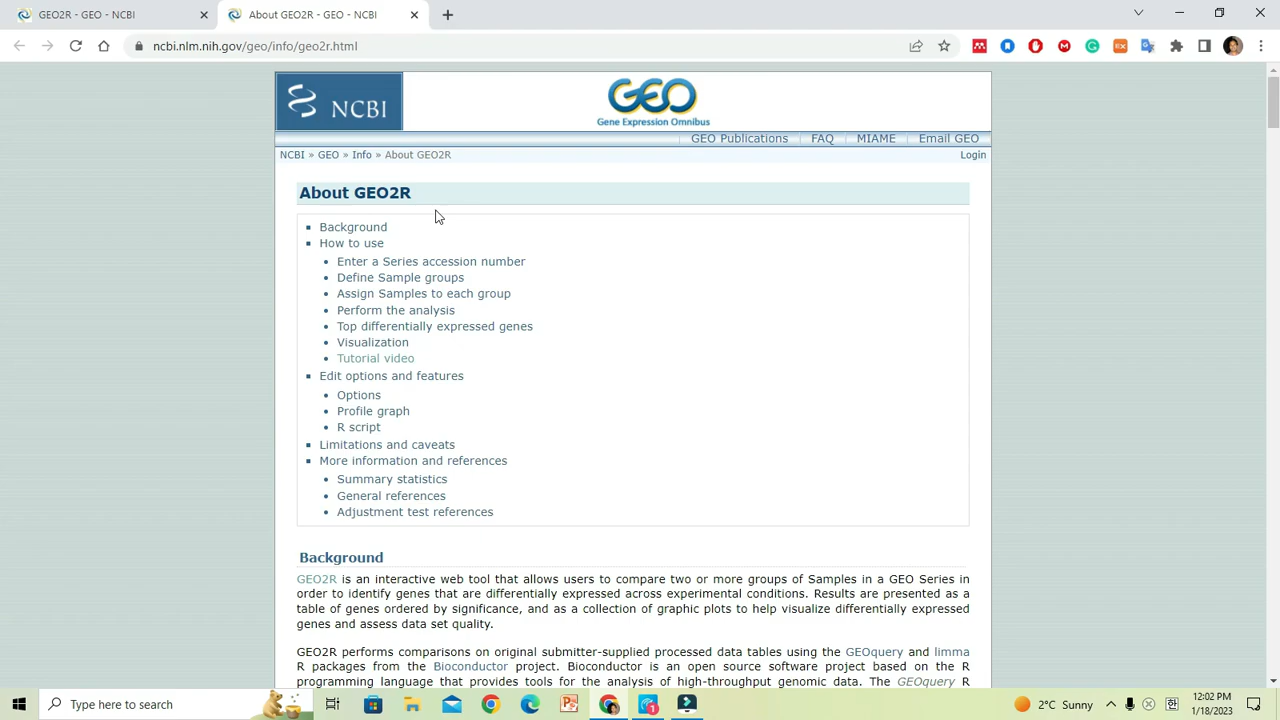 GEO2R - GEO - NCBI
About GEO2R - GEO - NCBI
ncbi.nlm.nih.gov/geo/info/geo2r.html
NCBI
GEO
Gene Expression Omnibus
GEO Publications
FAQ
MIAME
Email GEO
NCBI » GEO » Info » About GEO2R
Login
About GEO2R
Background
How to use
Enter a Series accession number
Define Sample groups
Assign Samples to each group
Perform the analysis
Top differentially expressed genes
Visualization
Tutorial video
Edit options and features
Options
Profile graph
R script
Limitations and caveats
More information and references
Summary statistics
General references
Adjustment test references
Background
GEO2R is an interactive web tool that allows users to compare two or more groups of Samples in a GEO Series in
order to identify genes that are differentially expressed across experimental conditions. Results are presented as a
table of genes ordered by significance, and as a collection of graphic plots to help visualize differentially expressed
genes and assess data set quality.
GEO2R performs comparisons on original submitter-supplied processed data tables using the GEOquery and limma
R packages from the Bioconductor project. Bioconductor is an open source software project based on the R
programming language that provides tools for the analysis of high-throughput genomic data. The GEOquery R
Type here to search
2°C Sunny
한
12:02 PM
1/18/2023